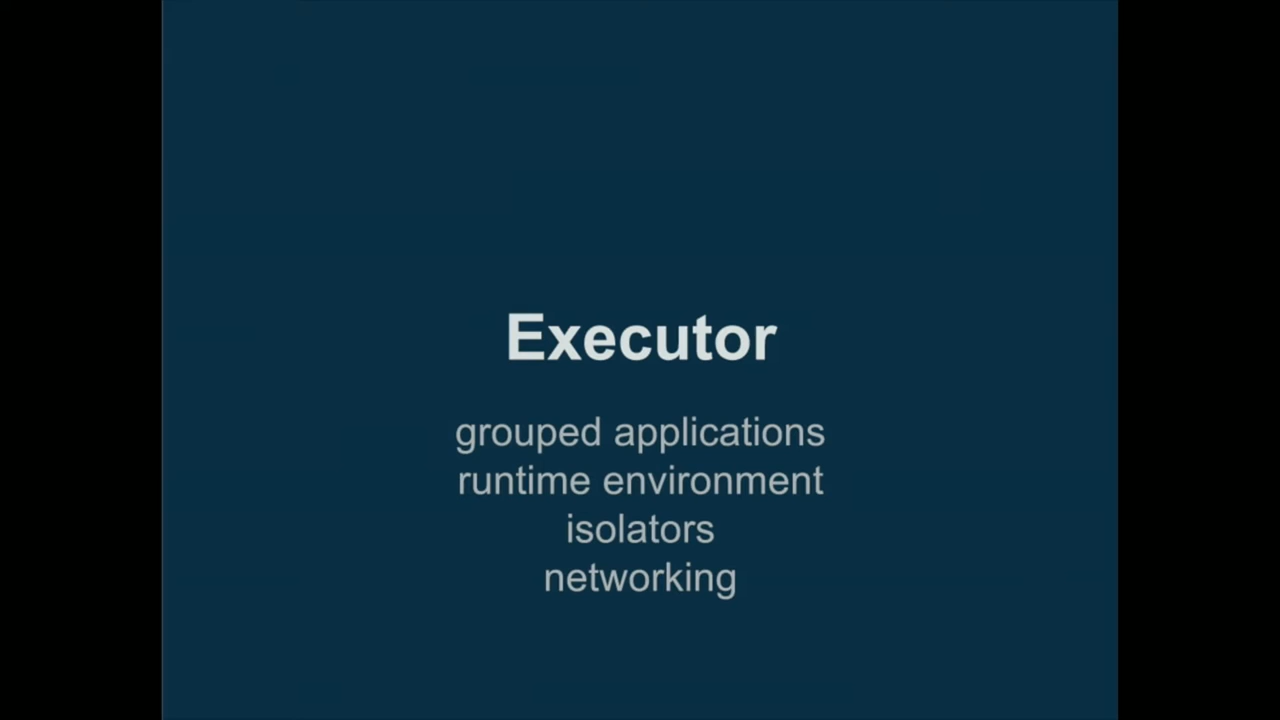 Executor
grouped applications
runtime environment
isolators
networking